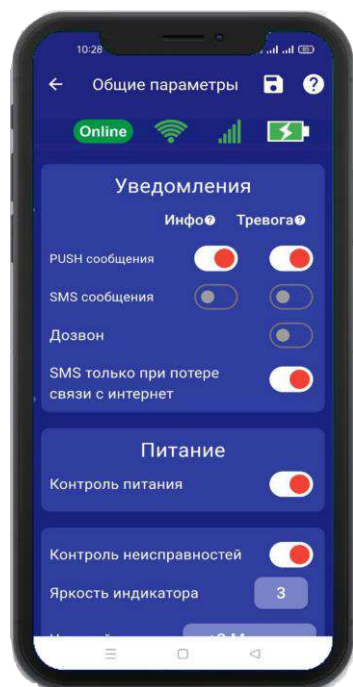 10:28
Общие параметры
Online
Уведомления
Инфо Тревога
PUSH сообщения
SMS сообщения
Дозвон
SMS только при потере
связи с интернет
Питание
Контроль питания
Контроль неисправностей
Яркость индикатора 3